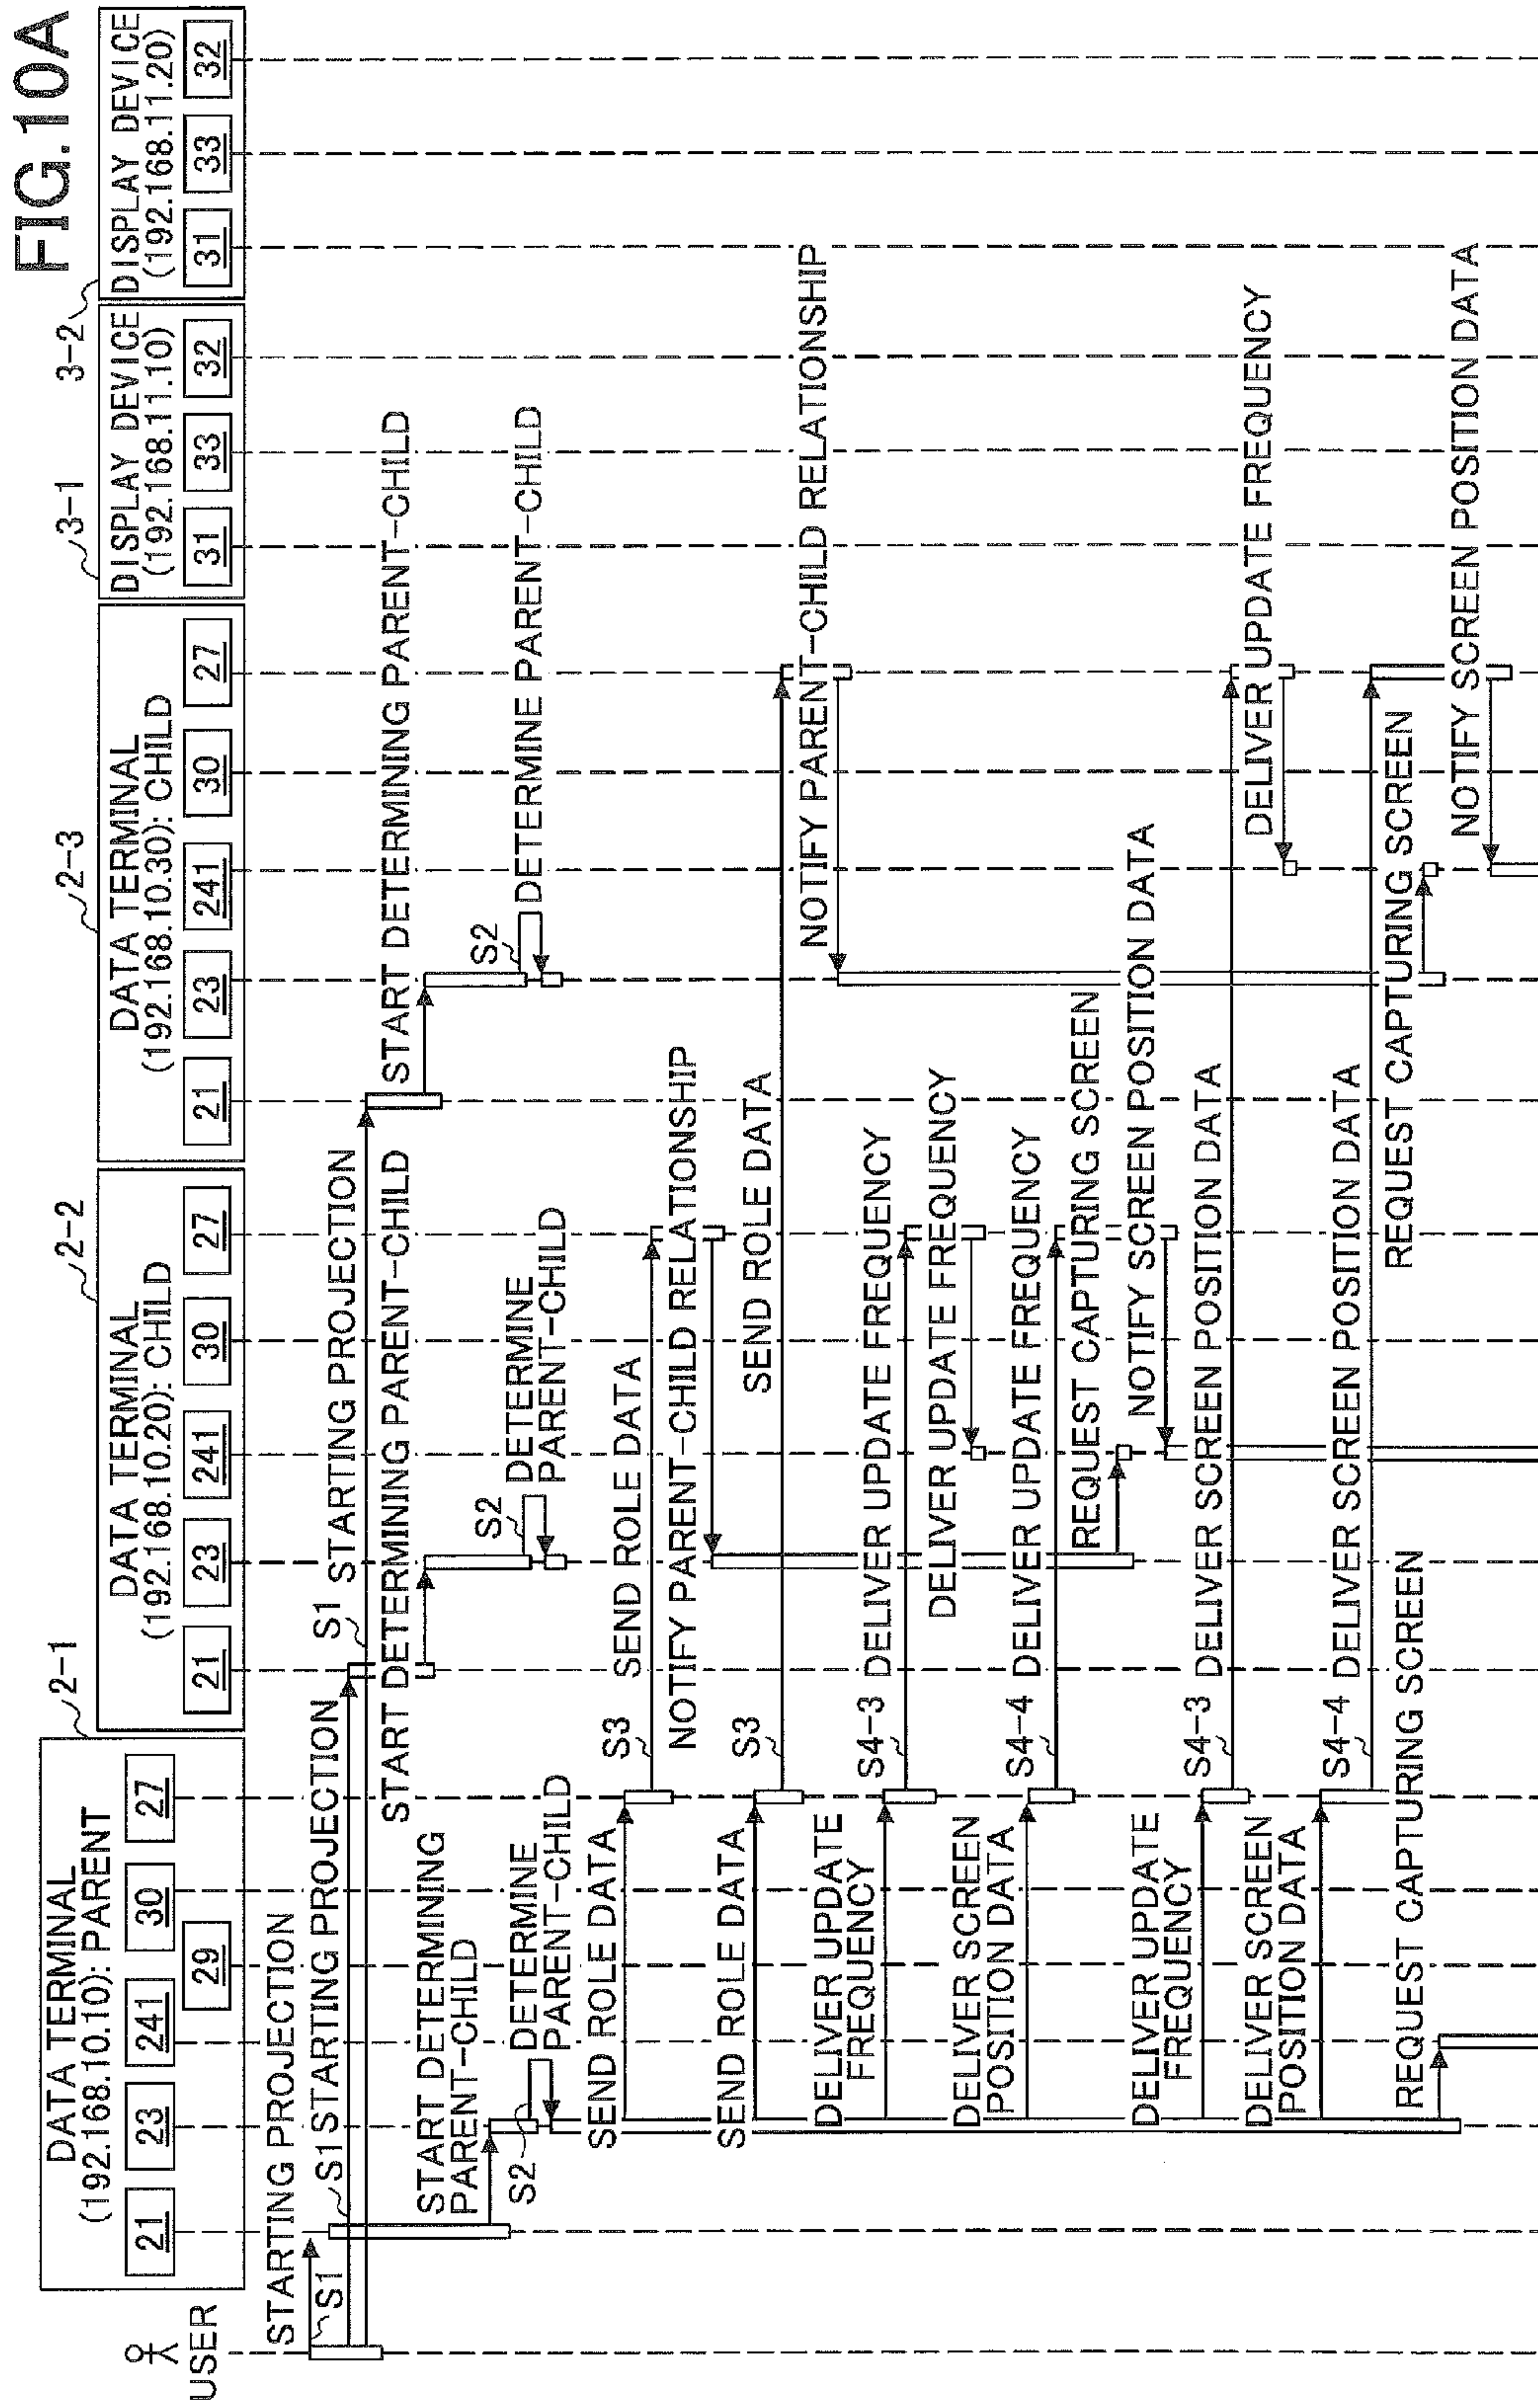 FIG.10A
USER
2-1
DATA TERMINAL
(192.168.10.10): PARENT
21
23
241
29
30
27
2-2
DATA TERMINAL
(192.168.10.20): CHILD
21
23
241
30
27
2-3
DATA TERMINAL
(192.168.10.30): CHILD
21
23
241
30
27
3-1
DISPLAY DEVICE
(192.168.11.10)
31
33
32
3-2
DISPLAY DEVICE
(192.168.11.20)
31
33
32
STARTING PROJECTION
S1
S1
STARTING PROJECTION
S1
STARTING PROJECTION
START DETERMINING PARENT-CHILD
START DETERMINING PARENT-CHILD
START DETERMINING
PARENT-CHILD
S2
DETERMINE
PARENT-CHILD
S2
DETERMINE
PARENT-CHILD
S2
DETERMINE PARENT-CHILD
SEND ROLE DATA
S3
SEND ROLE DATA
NOTIFY PARENT-CHILD RELATIONSHIP
SEND ROLE DATA
S3
SEND ROLE DATA
NOTIFY PARENT-CHILD RELATIONSHIP
DELIVER UPDATE
FREQUENCY
S4-3
DELIVER UPDATE FREQUENCY
DELIVER UPDATE FREQUENCY
DELIVER SCREEN
POSITION DATA
S4-4
DELIVER UPDATE FREQUENCY
REQUEST CAPTURING SCREEN
NOTIFY SCREEN POSITION DATA
DELIVER UPDATE
FREQUENCY
S4-3
DELIVER SCREEN POSITION DATA
DELIVER UPDATE FREQUENCY
DELIVER SCREEN
POSITION DATA
S4-4
DELIVER SCREEN POSITION DATA
REQUEST CAPTURING SCREEN
REQUEST CAPTURING SCREEN
NOTIFY SCREEN POSITION DATA